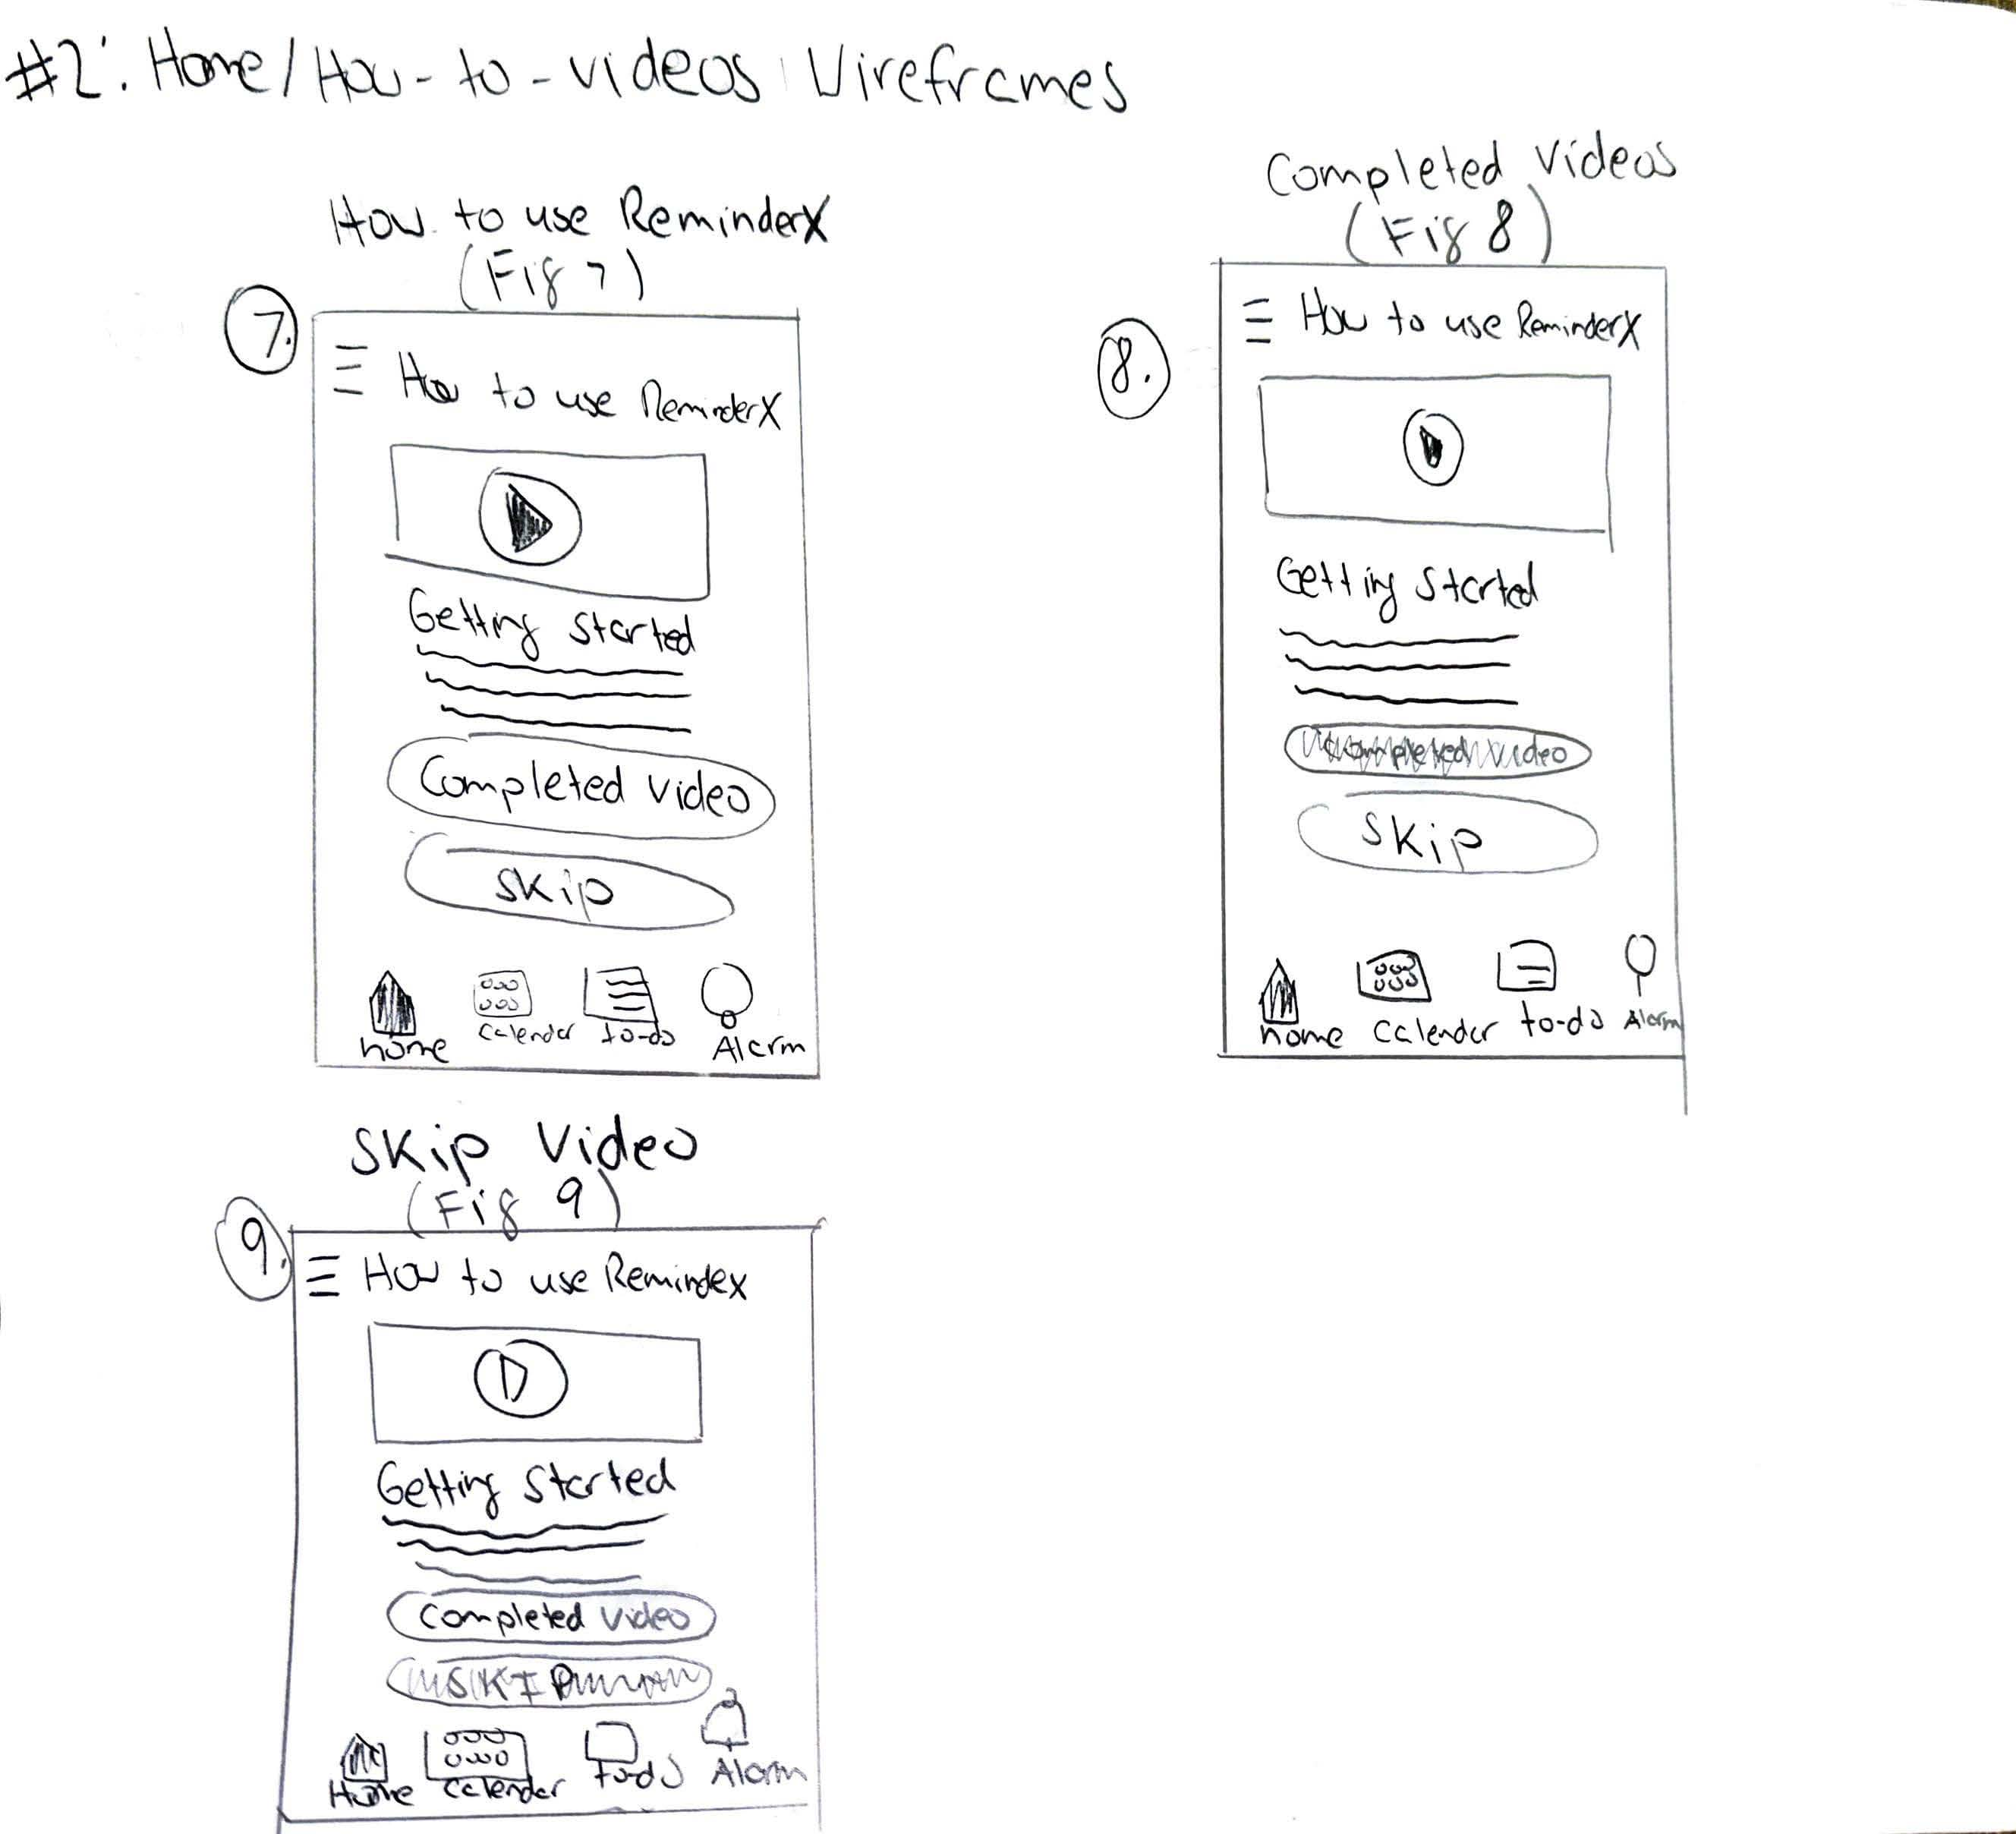 #2: Home/How-to-videos Wireframes
How to use ReminderX
(Fig 7)
7.
How to use ReminderX
Getting Started
Completed Video
Skip
home calender to-do Alarm
Completed Videos
(Fig 8)
8.
How to use ReminderX
Getting Started
Completed Video
Skip
home calender to-do Alarm
Skip Video
(Fig 9)
9.
How to use Remindex
Getting Started
Completed Video
SKIP
Home calender to-do Alarm